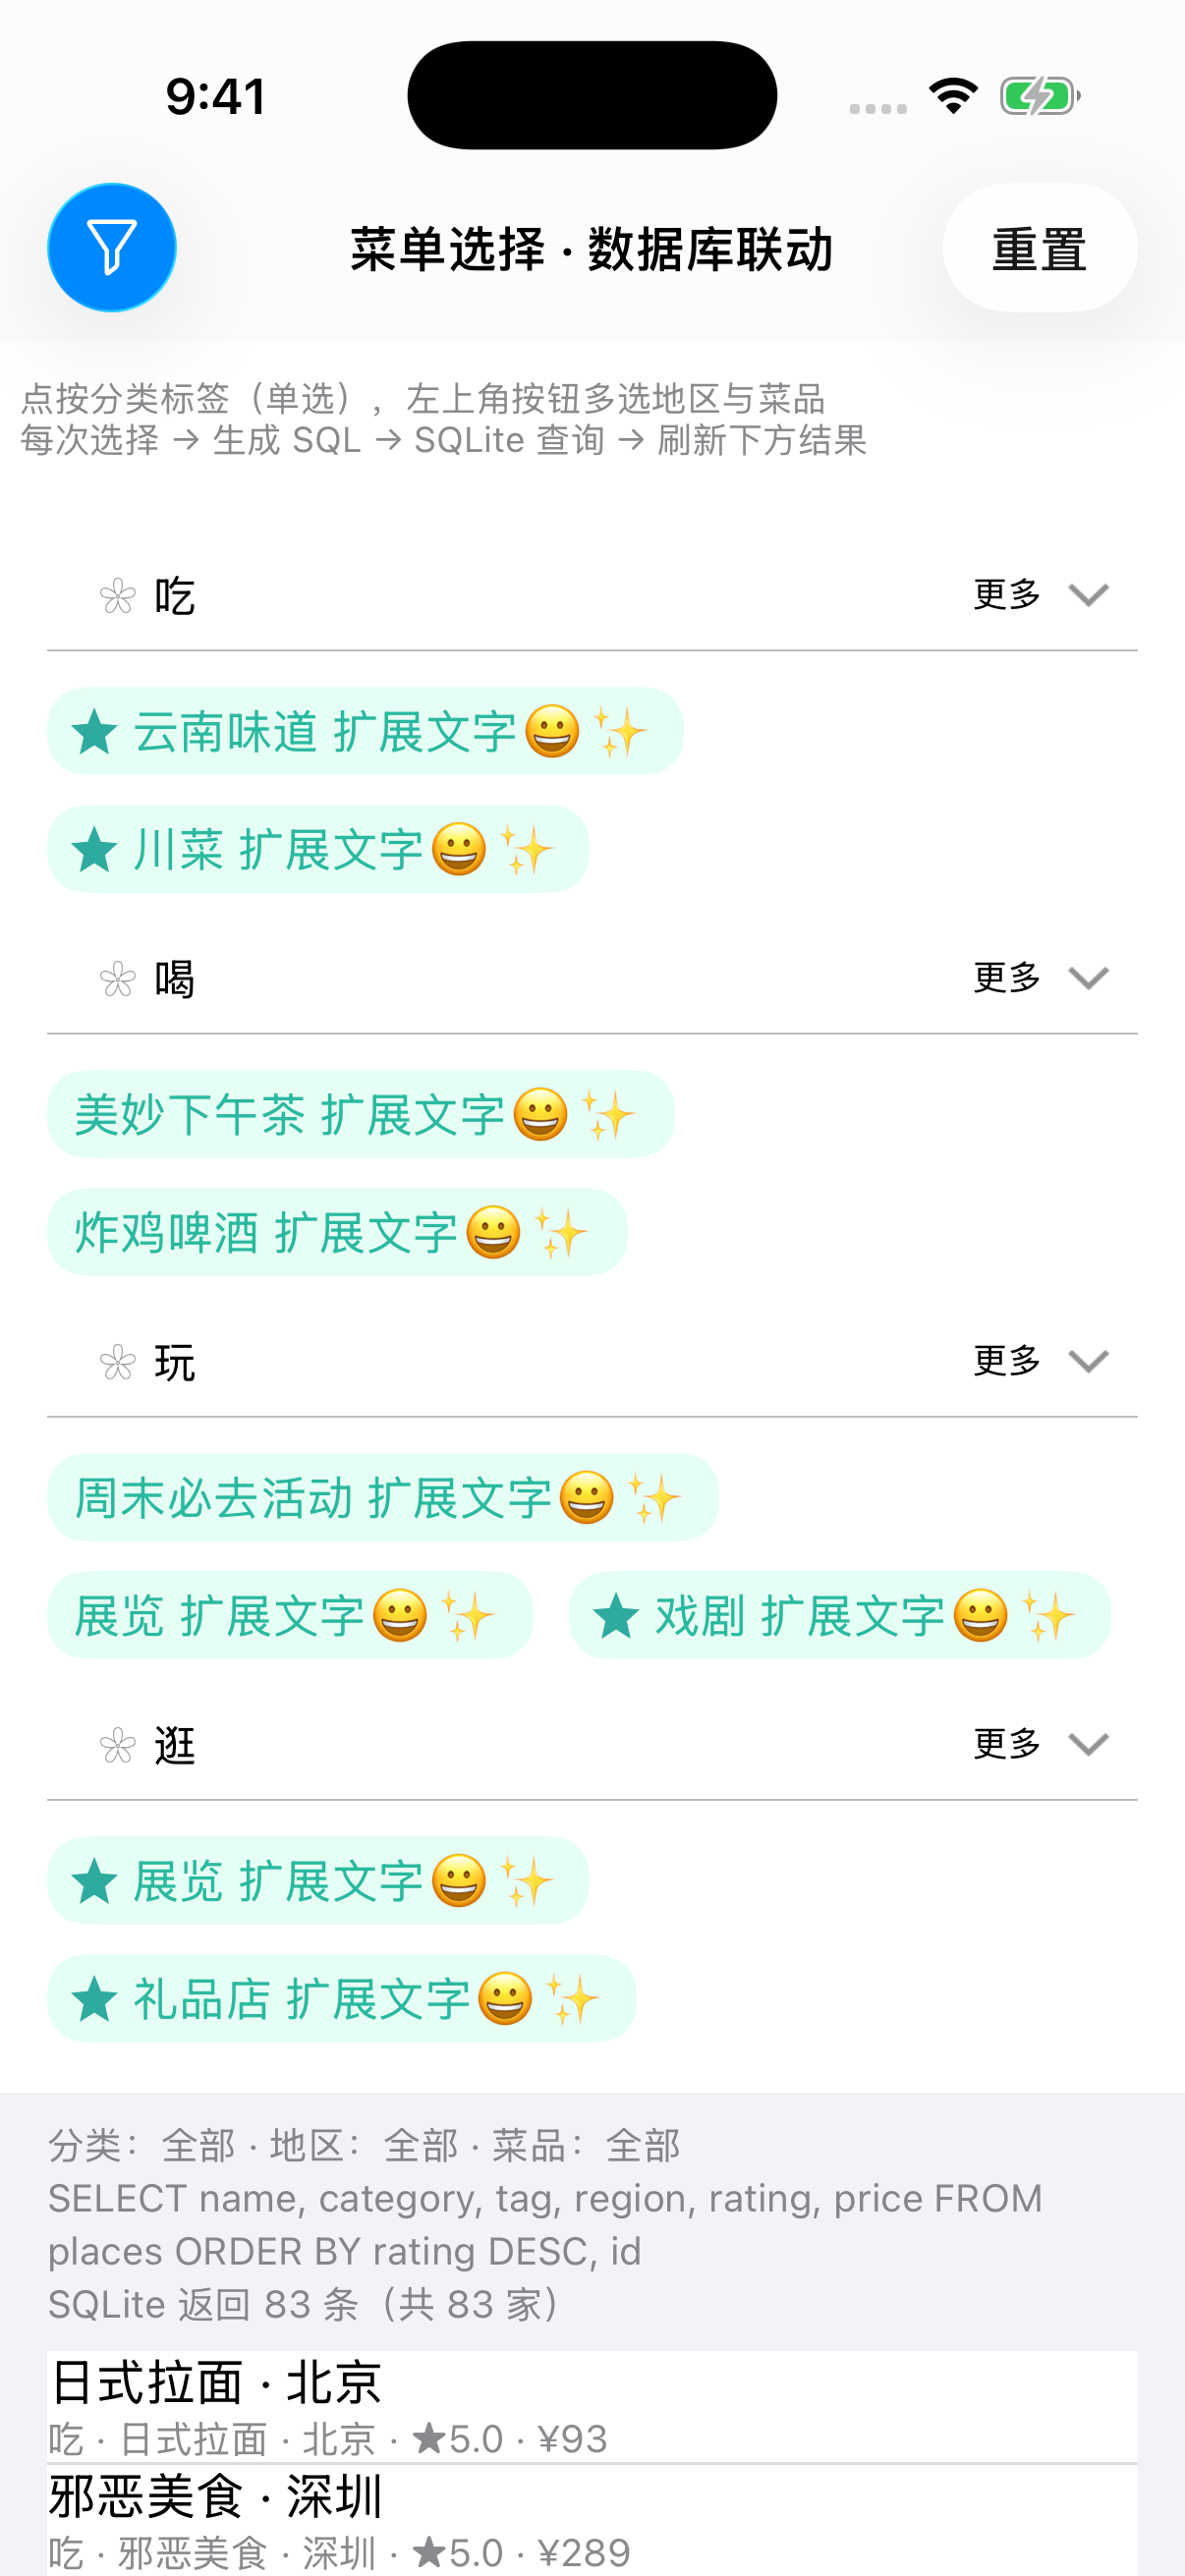 9:41
菜单选择 · 数据库联动
重置
点按分类标签（单选），左上角按钮多选地区与菜品
每次选择 → 生成 SQL → SQLite 查询 → 刷新下方结果
吃 更多
★ 云南味道 扩展文字😀 ✨
★ 川菜 扩展文字😀 ✨
喝 更多
美妙下午茶 扩展文字😀 ✨
炸鸡啤酒 扩展文字😀 ✨
玩 更多
周末必去活动 扩展文字😀 ✨
展览 扩展文字😀 ✨ ★ 戏剧 扩展文字😀 ✨
逛 更多
★ 展览 扩展文字😀 ✨
★ 礼品店 扩展文字😀 ✨
分类：全部 · 地区：全部 · 菜品：全部
SELECT name, category, tag, region, rating, price FROM
places ORDER BY rating DESC, id
SQLite 返回 83 条（共 83 家）
日式拉面 · 北京
吃 · 日式拉面 · 北京 · ★5.0 · ¥93
邪恶美食 · 深圳
吃 · 邪恶美食 · 深圳 · ★5.0 · ¥289